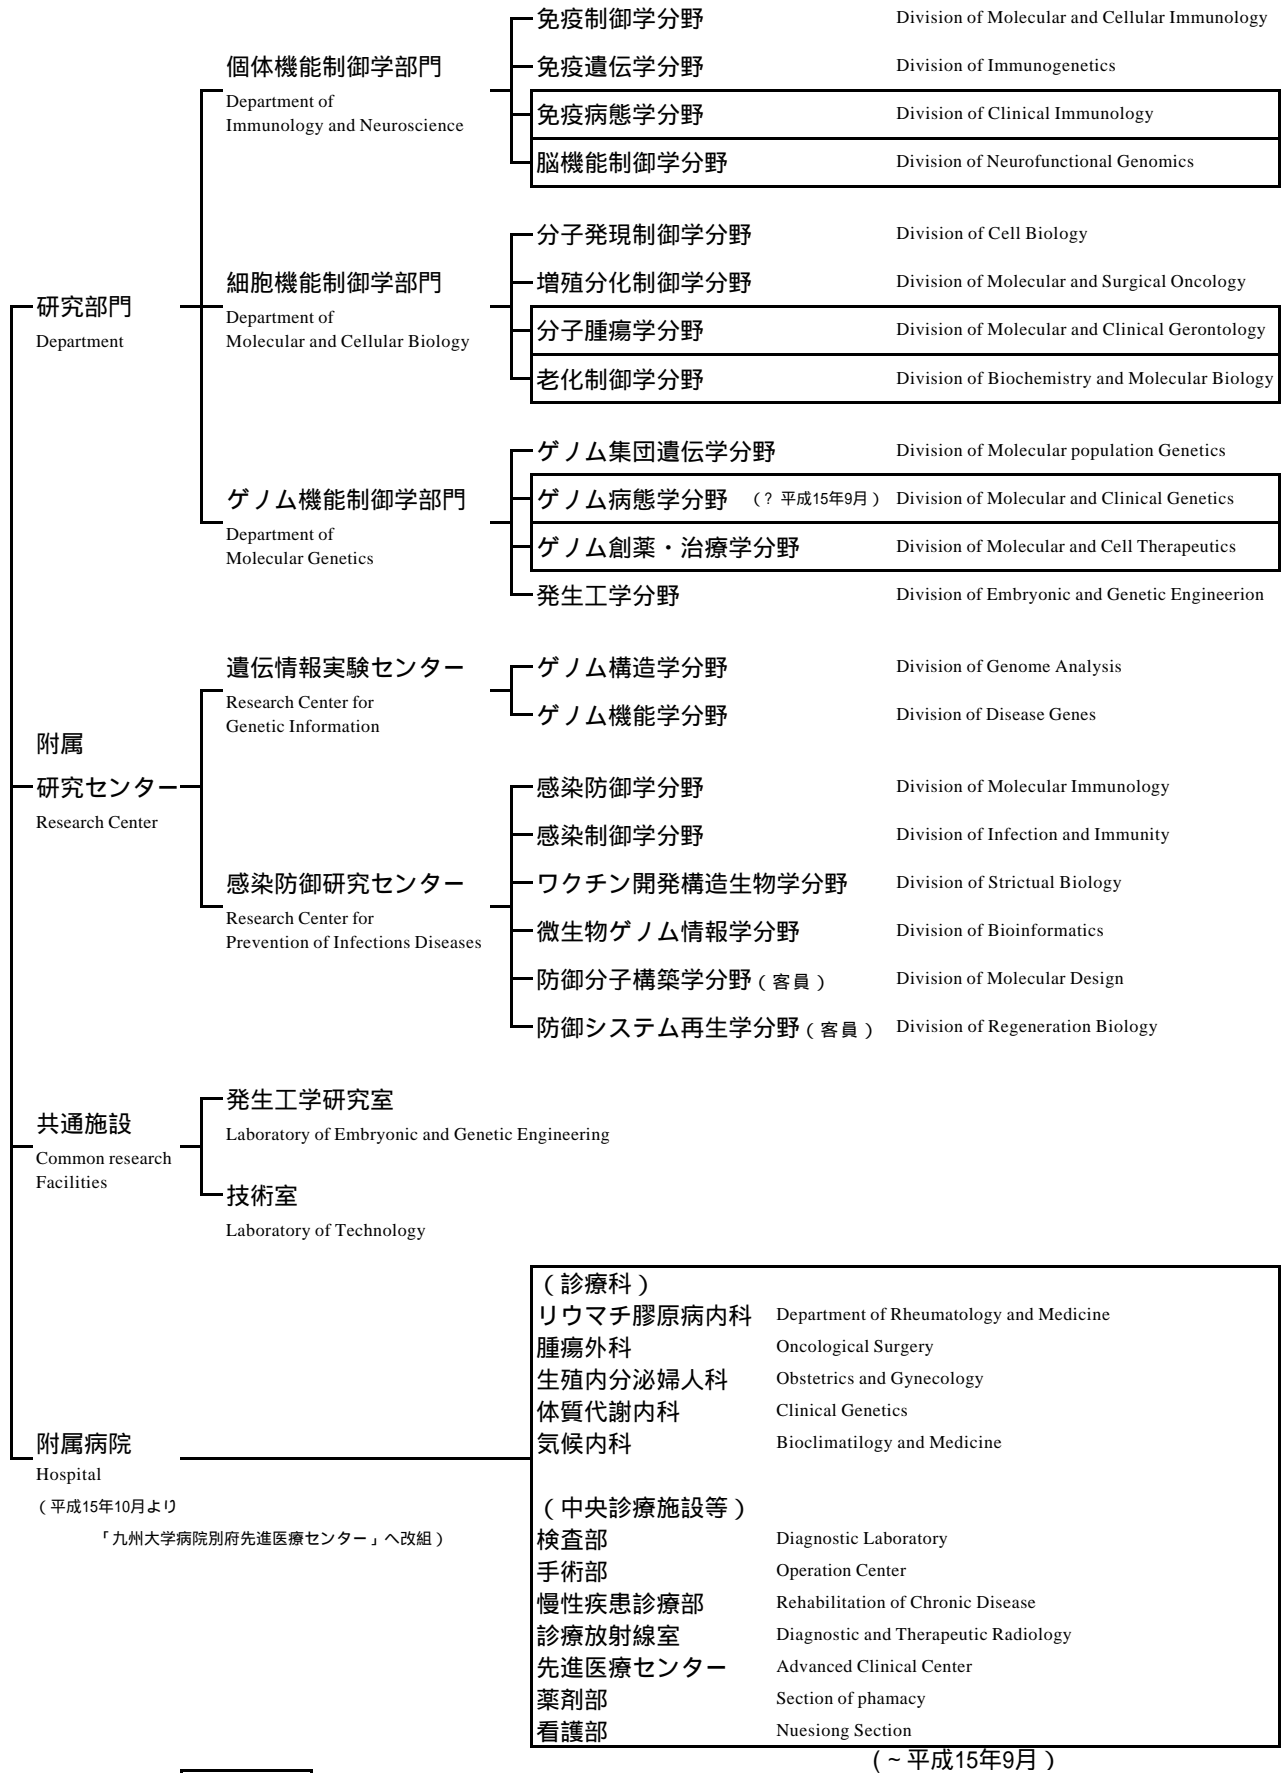 免疫制御学分野 Division of Molecular and Cellular Immunology
個体機能制御学部門
Department of
Immunology and Neuroscience
免疫遺伝学分野 Division of Immunogenetics
免疫病態学分野 Division of Clinical Immunology
脳機能制御学分野 Division of Neurofunctional Genomics
研究部門
Department
細胞機能制御学部門
Department of
Molecular and Cellular Biology
分子発現制御学分野 Division of Cell Biology
増殖分化制御学分野 Division of Molecular and Surgical Oncology
分子腫瘍学分野 Division of Molecular and Clinical Gerontology
老化制御学分野 Division of Biochemistry and Molecular Biology
ゲノム機能制御学部門
Department of
Molecular Genetics
ゲノム集団遺伝学分野 Division of Molecular population Genetics
ゲノム病態学分野 (？平成15年9月) Division of Molecular and Clinical Genetics
ゲノム創薬・治療学分野 Division of Molecular and Cell Therapeutics
発生工学分野 Division of Embryonic and Genetic Engineerion
附属
研究センター
Research Center
遺伝情報実験センター
Research Center for
Genetic Information
ゲノム構造学分野 Division of Genome Analysis
ゲノム機能学分野 Division of Disease Genes
感染防御研究センター
Research Center for
Prevention of Infections Diseases
感染防御学分野 Division of Molecular Immunology
感染制御学分野 Division of Infection and Immunity
ワクチン開発構造生物学分野 Division of Strictual Biology
微生物ゲノム情報学分野 Division of Bioinformatics
防御分子構築学分野(客員) Division of Molecular Design
防御システム再生学分野(客員) Division of Regeneration Biology
共通施設
Common research
Facilities
発生工学研究室
Laboratory of Embryonic and Genetic Engineering
技術室
Laboratory of Technology
附属病院
Hospital
(平成15年10月より
「九州大学病院別府先進医療センター」へ改組)
(診療科)
リウマチ膠原病内科 Department of Rheumatology and Medicine
腫瘍外科 Oncological Surgery
生殖内分泌婦人科 Obstetrics and Gynecology
体質代謝内科 Clinical Genetics
気候内科 Bioclimatilogy and Medicine
(中央診療施設等)
検査部 Diagnostic Laboratory
手術部 Operation Center
慢性疾患診療部 Rehabilitation of Chronic Disease
診療放射線室 Diagnostic and Therapeutic Radiology
先進医療センター Advanced Clinical Center
薬剤部 Section of phamacy
看護部 Nuesiong Section
(~平成15年9月)